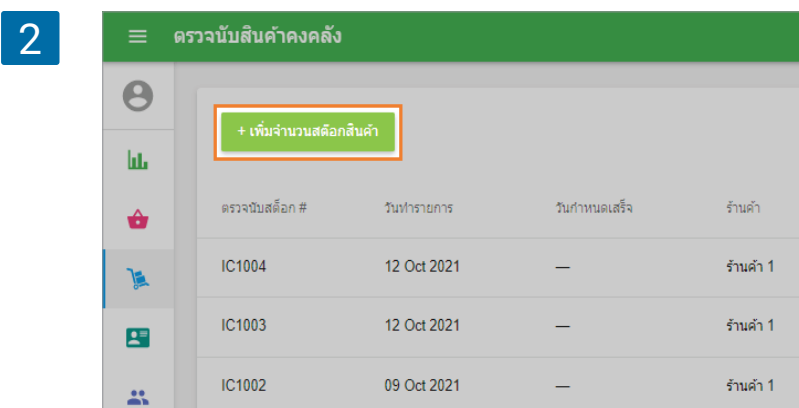 2
ตรวจนับสินค้าคงคลัง
+ เพิ่มจำนวนสต๊อกสินค้า
ตรวจนับสต็อก # วันทำรายการ วันกำหนดเสร็จ ร้านค้า
IC1004 12 Oct 2021 — ร้านค้า 1
IC1003 12 Oct 2021 — ร้านค้า 1
IC1002 09 Oct 2021 — ร้านค้า 1